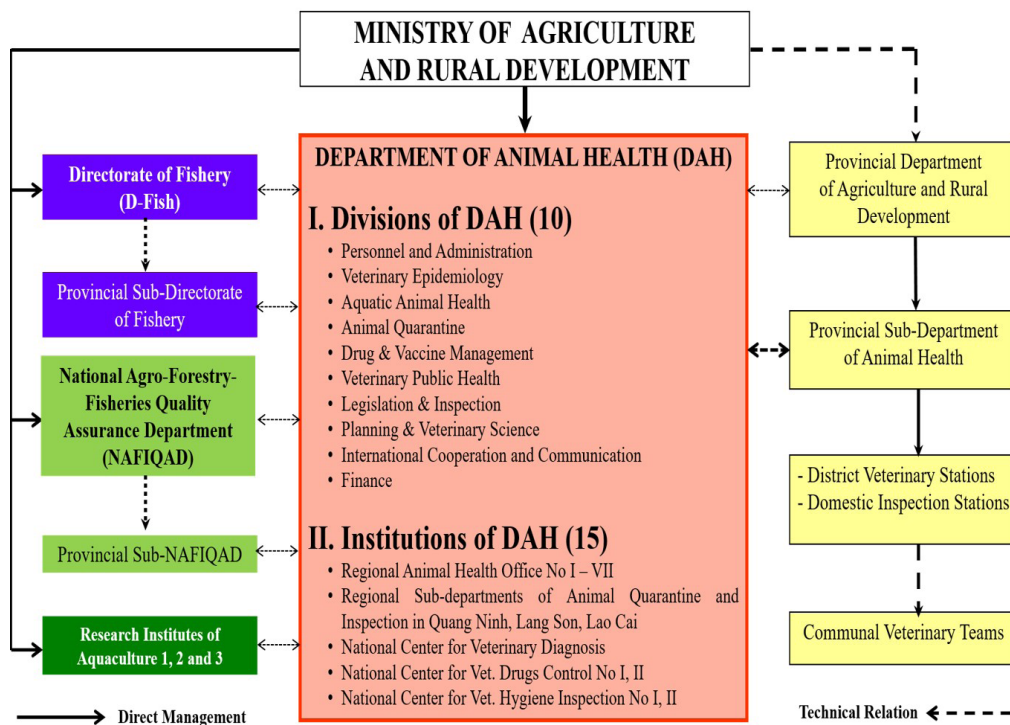 MINISTRY OF AGRICULTURE
AND RURAL DEVELOPMENT
Directorate of Fishery
(D-Fish)
Provincial Sub-Directorate
of Fishery
National Agro-Forestry-
Fisheries Quality
Assurance Department
(NAFIQAD)
Provincial Sub-NAFIQAD
Research Institutes of
Aquaculture 1, 2 and 3
DEPARTMENT OF ANIMAL HEALTH (DAH)
I. Divisions of DAH (10)
• Personnel and Administration
• Veterinary Epidemiology
• Aquatic Animal Health
• Animal Quarantine
• Drug & Vaccine Management
• Veterinary Public Health
• Legislation & Inspection
• Planning & Veterinary Science
• International Cooperation and Communication
• Finance
II. Institutions of DAH (15)
• Regional Animal Health Office No I – VII
• Regional Sub-departments of Animal Quarantine and
Inspection in Quang Ninh, Lang Son, Lao Cai
• National Center for Veterinary Diagnosis
• National Center for Vet. Drugs Control No I, II
• National Center for Vet. Hygiene Inspection No I, II
Provincial Department
of Agriculture and Rural
Development
Provincial Sub-Department
of Animal Health
- District Veterinary Stations
- Domestic Inspection Stations
Communal Veterinary Teams
Direct Management
Technical Relation